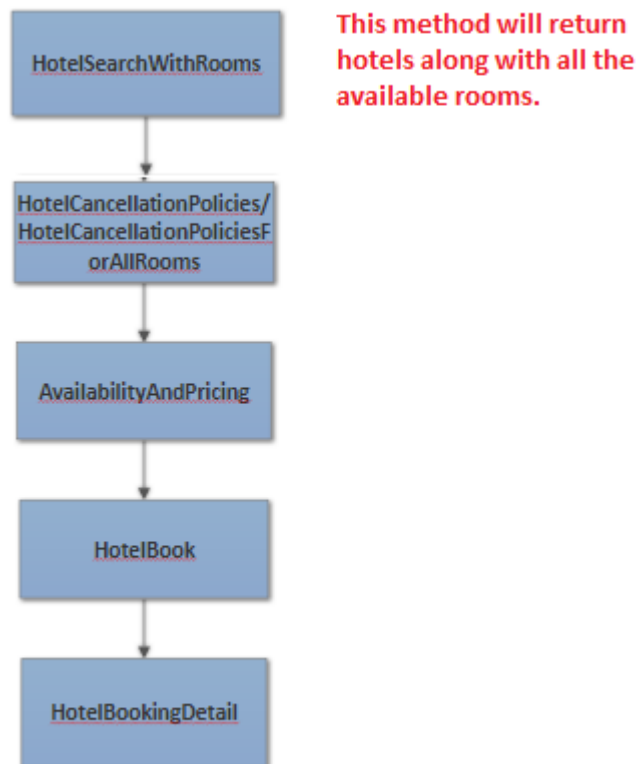 HotelSearchWithRooms
This method will return
hotels along with all the
available rooms.
HotelCancellationPolicies/
HotelCancellationPoliciesF
orAllRooms
AvailabilityAndPricing
HotelBook
HotelBookingDetail